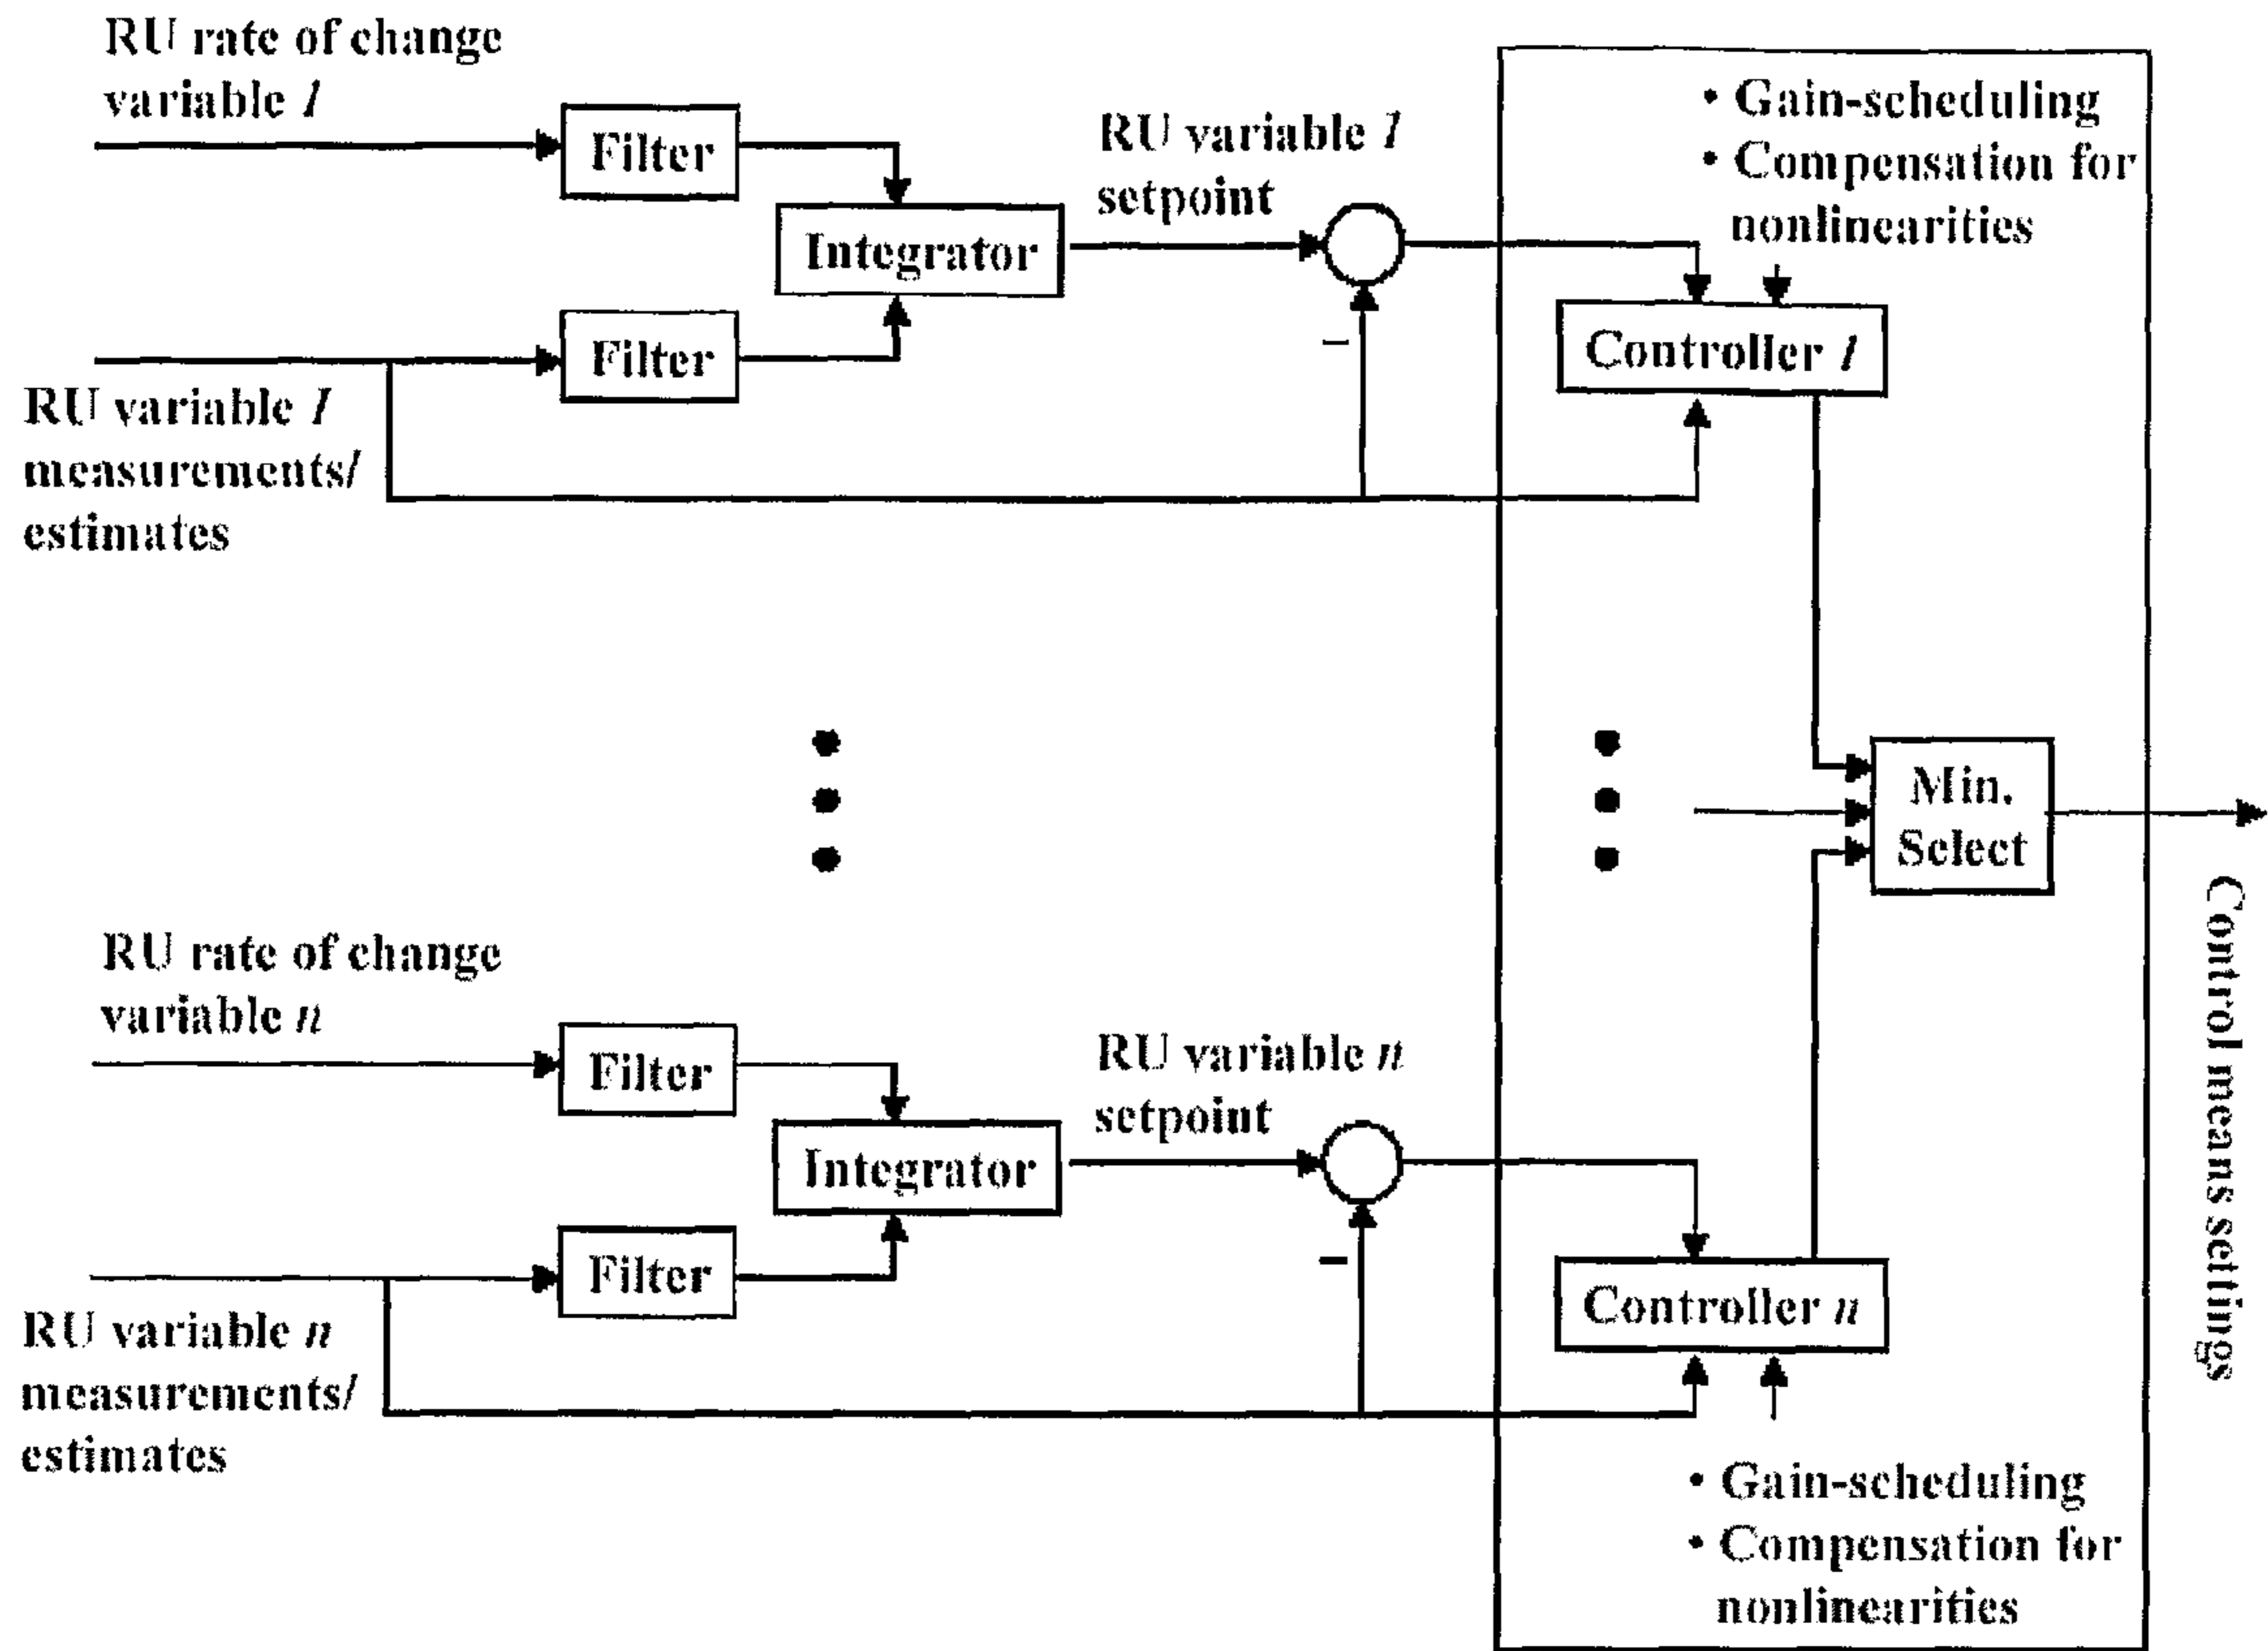 RU rate of change
variable 1
Filter
Integrator
Filter
RU variable 1
measurements/
estimates
RU variable 1
setpoint
• Gain-scheduling
• Compensation for
nonlinearities
Controller 1
–
Min.
Select
Control means settings
RU rate of change
variable n
Filter
Integrator
Filter
RU variable n
measurements/
estimates
RU variable n
setpoint
–
Controller n
• Gain-scheduling
• Compensation for
nonlinearities